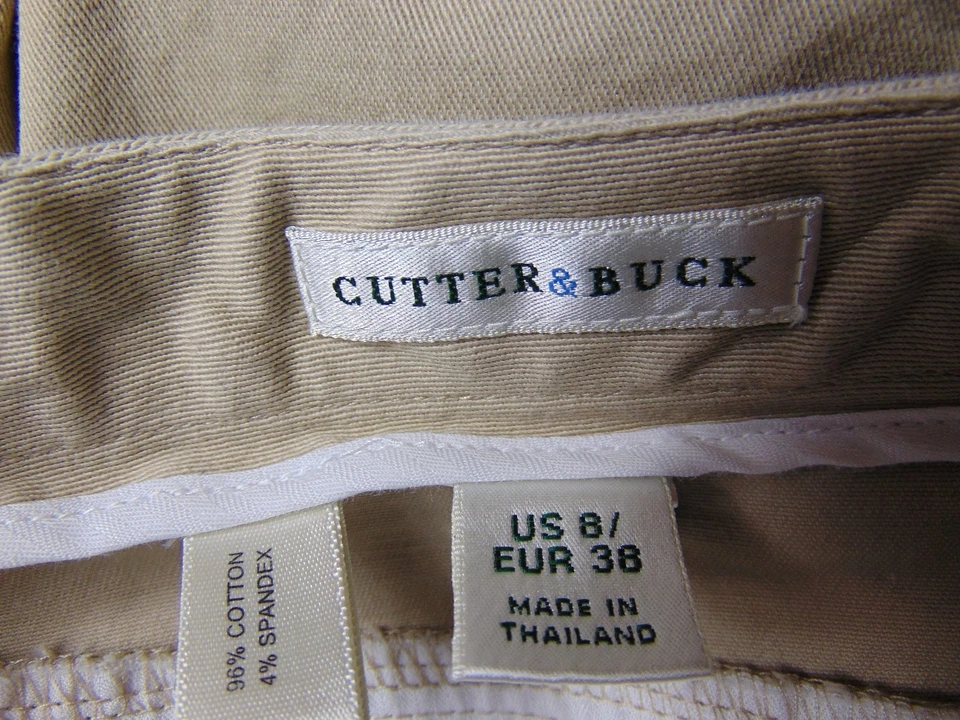 CUTTER&BUCK
96% COTTON
4% SPANDEX
US 8/
EUR 38
MADE IN
THAILAND